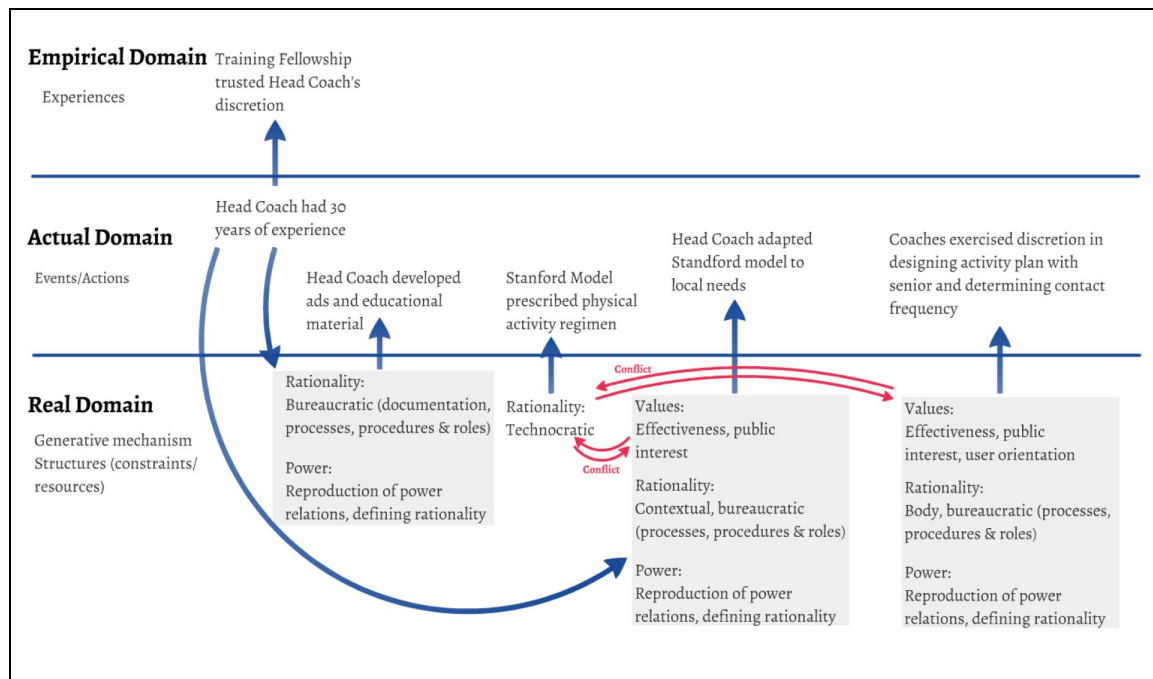 Empirical Domain
Experiences
Training Fellowship
trusted Head Coach's
discretion
Head Coach had 30
years of experience
Actual Domain
Events/Actions
Head Coach developed
ads and educational
material
Stanford Model
prescribed physical
activity regimen
Head Coach adapted
Standford model to
local needs
Coaches exercised discretion in
designing activity plan with
senior and determining contact
frequency
Real Domain
Generative mechanism
Structures (constraints/
resources)
Rationality:
Bureaucratic (documentation,
processes, procedures & roles)
Power:
Reproduction of power
relations, defining rationality
Rationality:
Technocratic
Conflict
Conflict
Values:
Effectiveness, public
interest
Rationality:
Contextual, bureaucratic
(processes, procedures & roles)
Power:
Reproduction of power
relations, defining rationality
Values:
Effectiveness, public
interest, user orientation
Rationality:
Body, bureaucratic (processes,
procedures & roles)
Power:
Reproduction of power
relations, defining rationality